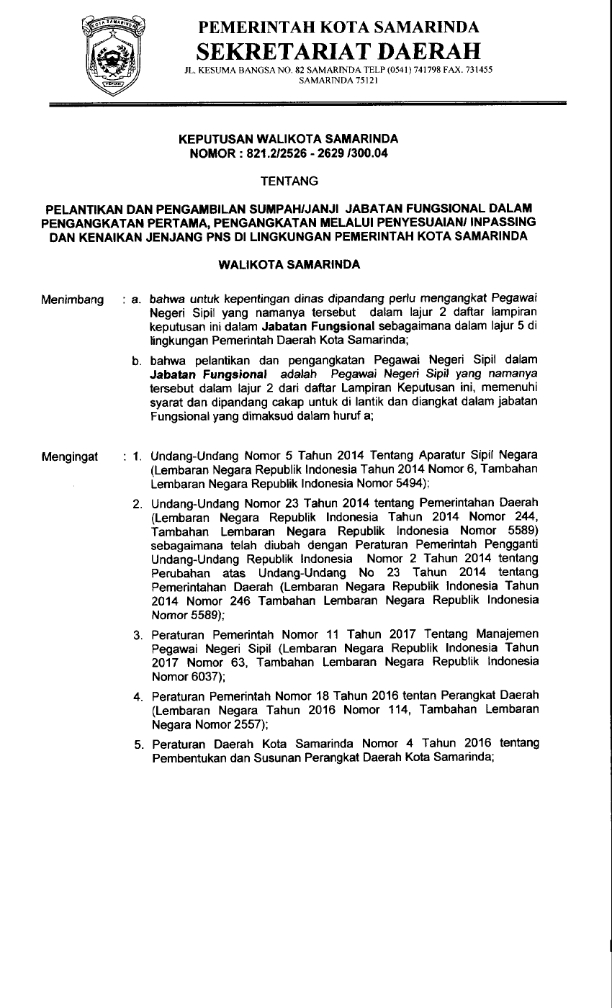 PEMERINTAH KOTA SAMARINDA
SEKRETARIAT DAERAH
JL. KESUMA BANGSA NO. 82 SAMARINDA TELP (0541) 741798 FAX. 731455
SAMARINDA 75121
KEPUTUSAN WALIKOTA SAMARINDA
NOMOR : 821.2/2526 - 2629 /300.04
TENTANG
PELANTIKAN DAN PENGAMBILAN SUMPAH/JANJI JABATAN FUNGSIONAL DALAM
PENGANGKATAN PERTAMA, PENGANGKATAN MELALUI PENYESUAIAN/ INPASSING
DAN KENAIKAN JENJANG PNS DI LINGKUNGAN PEMERINTAH KOTA SAMARINDA
WALIKOTA SAMARINDA
Menimbang : a. bahwa untuk kepentingan dinas dipandang perlu mengangkat Pegawai
Negeri Sipil yang namanya tersebut dalam lajur 2 daftar lampiran
keputusan ini dalam Jabatan Fungsional sebagaimana dalam lajur 5 di
lingkungan Pemerintah Daerah Kota Samarinda;
b. bahwa pelantikan dan pengangkatan Pegawai Negeri Sipil dalam
Jabatan Fungsional adalah Pegawai Negeri Sipil yang namanya
tersebut dalam lajur 2 dari daftar Lampiran Keputusan ini, memenuhi
syarat dan dipandang cakap untuk di lantik dan diangkat dalam jabatan
Fungsional yang dimaksud dalam huruf a;
Mengingat : 1. Undang-Undang Nomor 5 Tahun 2014 Tentang Aparatur Sipil Negara
(Lembaran Negara Republik Indonesia Tahun 2014 Nomor 6, Tambahan
Lembaran Negara Republik Indonesia Nomor 5494);
2. Undang-Undang Nomor 23 Tahun 2014 tentang Pemerintahan Daerah
(Lembaran Negara Republik Indonesia Tahun 2014 Nomor 244,
Tambahan Lembaran Negara Republik Indonesia Nomor 5589)
sebagaimana telah diubah dengan Peraturan Pemerintah Pengganti
Undang-Undang Republik Indonesia Nomor 2 Tahun 2014 tentang
Perubahan atas Undang-Undang No 23 Tahun 2014 tentang
Pemerintahan Daerah (Lembaran Negara Republik Indonesia Tahun
2014 Nomor 246 Tambahan Lembaran Negara Republik Indonesia
Nomor 5589);
3. Peraturan Pemerintah Nomor 11 Tahun 2017 Tentang Manajemen
Pegawai Negeri Sipil (Lembaran Negara Republik Indonesia Tahun
2017 Nomor 63, Tambahan Lembaran Negara Republik Indonesia
Nomor 6037);
4. Peraturan Pemerintah Nomor 18 Tahun 2016 tentan Perangkat Daerah
(Lembaran Negara Tahun 2016 Nomor 114, Tambahan Lembaran
Negara Nomor 2557);
5. Peraturan Daerah Kota Samarinda Nomor 4 Tahun 2016 tentang
Pembentukan dan Susunan Perangkat Daerah Kota Samarinda;